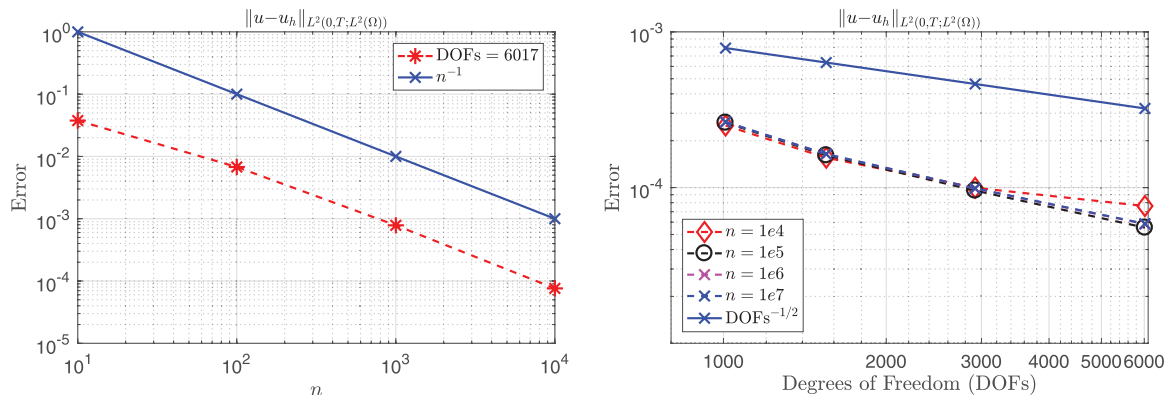 ‖u−u_h‖_{L²(0,T;L²(Ω))}
10^0
10^{-1}
10^{-2}
10^{-3}
10^{-4}
10^{-5}
Error
DOFs = 6017
n^{-1}
10^1
10^2
10^3
10^4
n
‖u−u_h‖_{L²(0,T;L²(Ω))}
10^{-3}
10^{-4}
Error
n = 1e4
n = 1e5
n = 1e6
n = 1e7
DOFs^{-1/2}
1000
2000
3000
4000
5000
6000
Degrees of Freedom (DOFs)